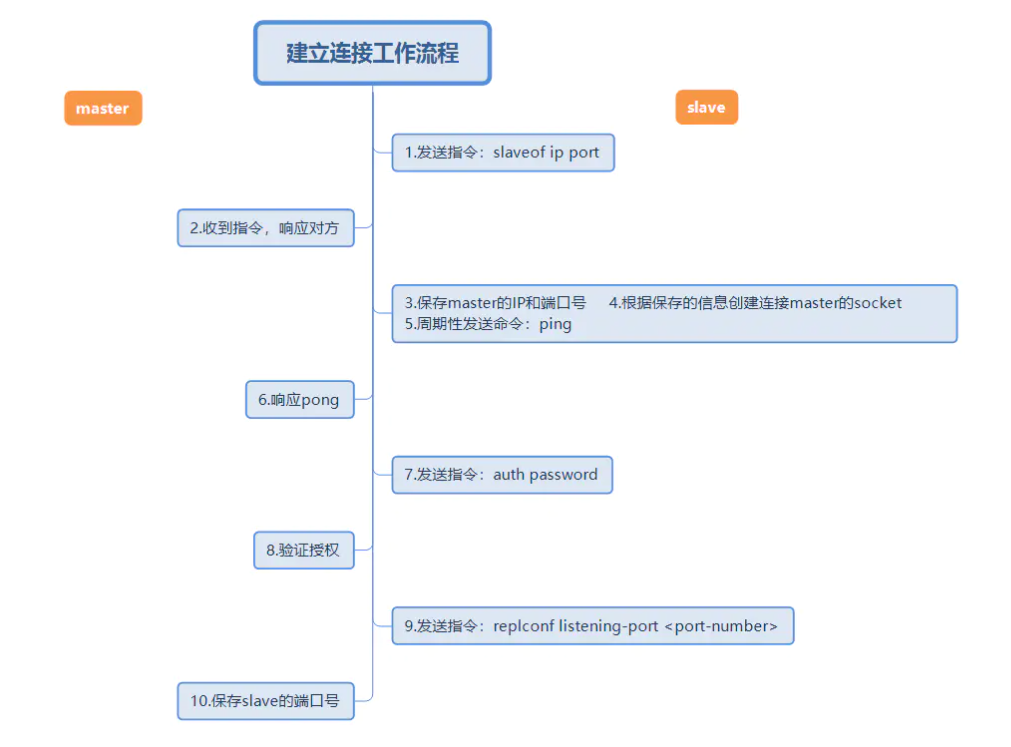 建立连接工作流程
master
slave
1.发送指令：slaveof ip port
2.收到指令，响应对方
3.保存master的IP和端口号 4.根据保存的信息创建连接master的socket
5.周期性发送命令：ping
6.响应pong
7.发送指令：auth password
8.验证授权
9.发送指令：replconf listening-port <port-number>
10.保存slave的端口号